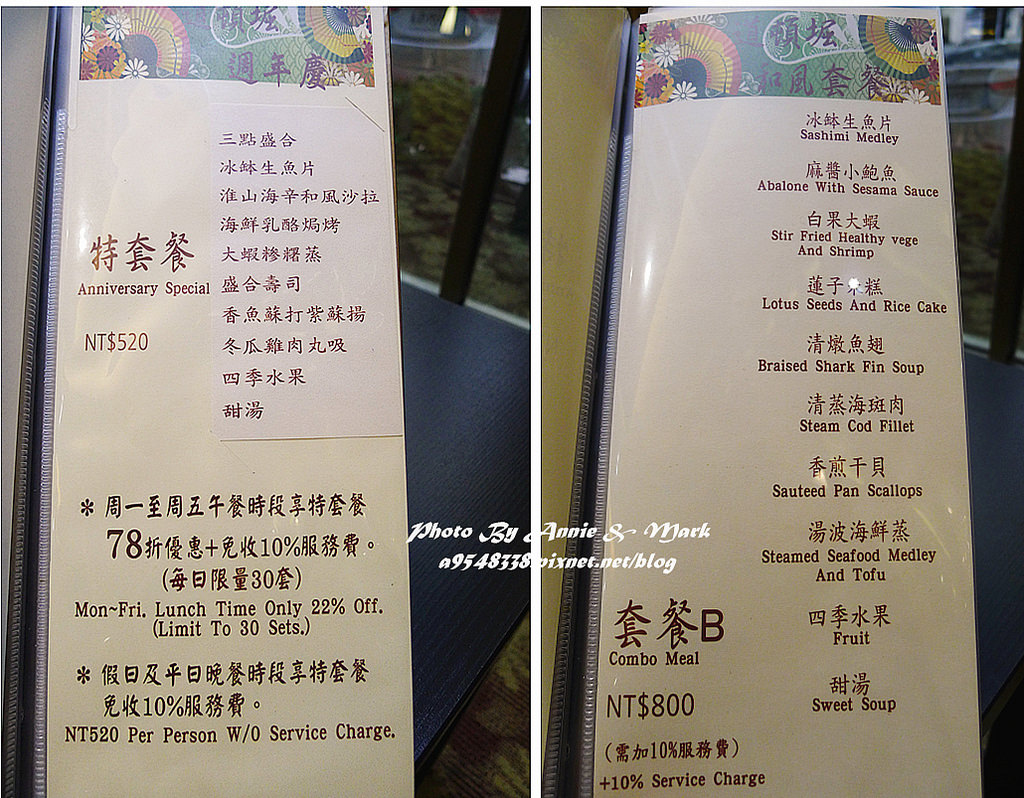 週年慶
三點盛合
冰缽生魚片
淮山海辛和風沙拉
海鮮乳酪焗烤
大蝦糝糬蒸
盛合壽司
香魚蘇打紫蘇揚
冬瓜雞肉丸吸
四季水果
甜湯
特套餐
Anniversary Special
NT$520
＊周一至周五午餐時段享特套餐
78折優惠+免收10%服務費。
(每日限量30套)
Mon~Fri. Lunch Time Only 22% Off.
(Limit To 30 Sets.)
＊假日及平日晚餐時段享特套餐
免收10%服務費。
NT520 Per Person W/O Service Charge.
和風套餐
冰缽生魚片
Sashimi Medley
麻醬小鮑魚
Abalone With Sesama Sauce
白果大蝦
Stir Fried Healthy vege
And Shrimp
蓮子 糕
Lotus Seeds And Rice Cake
清燉魚翅
Braised Shark Fin Soup
清蒸海斑肉
Steam Cod Fillet
香煎干貝
Sauteed Pan Scallops
湯波海鮮蒸
Steamed Seafood Medley
And Tofu
四季水果
Fruit
甜湯
Sweet Soup
套餐B
Combo Meal
NT$800
(需加10%服務費)
+10% Service Charge
Photo By Annie & Mark
a9548338.pixnet.net/blog